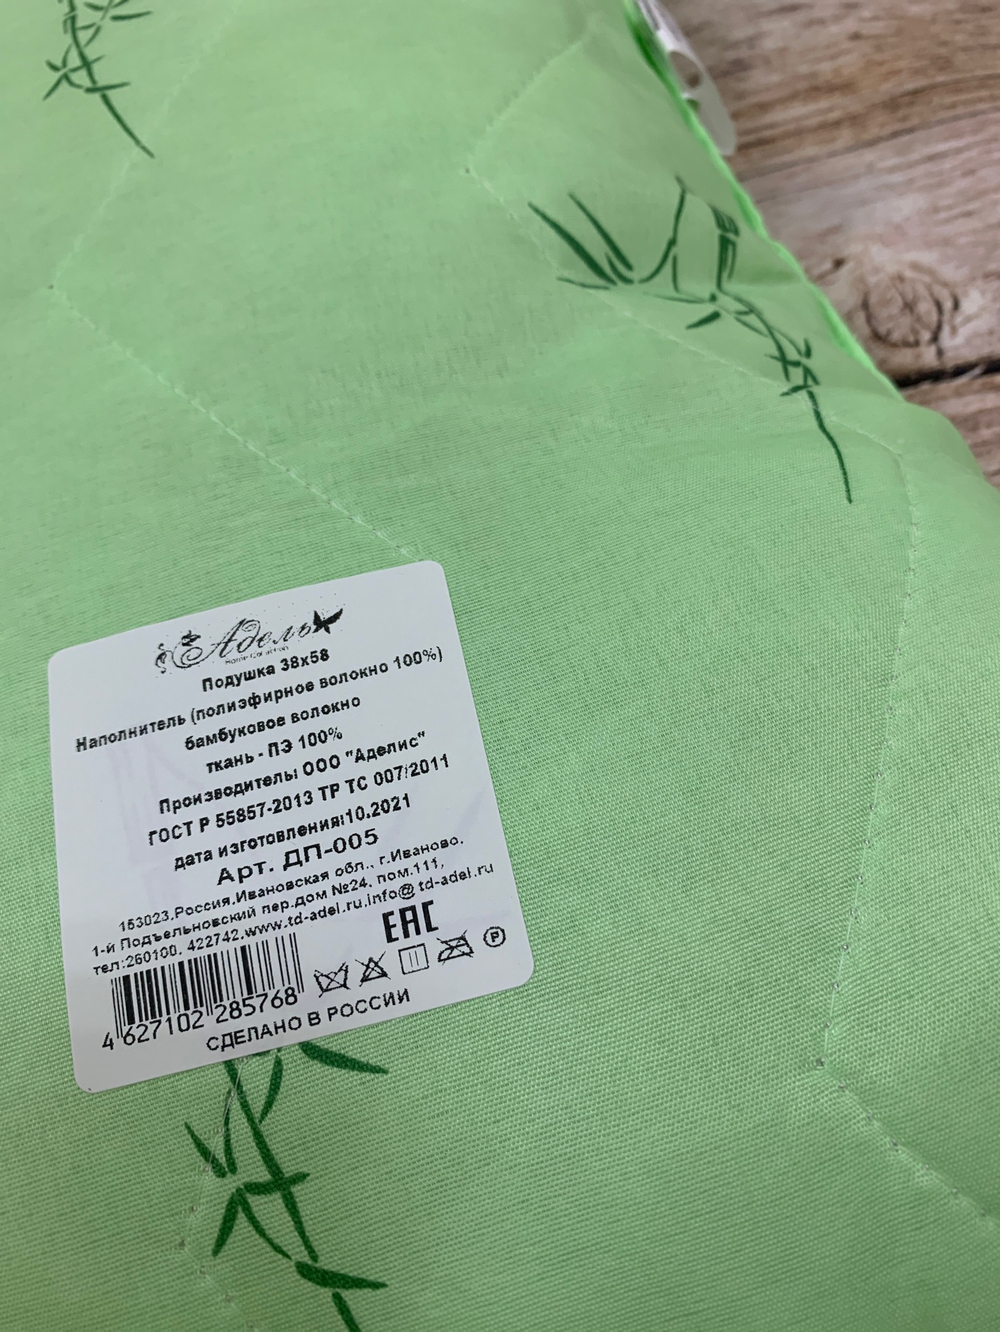 Адель
Home Collection
Подушка 38х58
Наполнитель (полиэфирное волокно 100%)
бамбуковое волокно
ткань - ПЭ 100%
Производитель: ООО "Аделис"
ГОСТ Р 55857-2013 ТР ТС 007/2011
дата изготовления:10.2021
Арт. ДП-005
153023,Россия,Ивановская обл., г.Иваново,
1-й Подъельновский пер.дом №24, пом.111,
тел:260100, 422742,www.td-adel.ru,info@td-adel.ru
ЕАС
P
4 627102 285768
СДЕЛАНО В РОССИИ